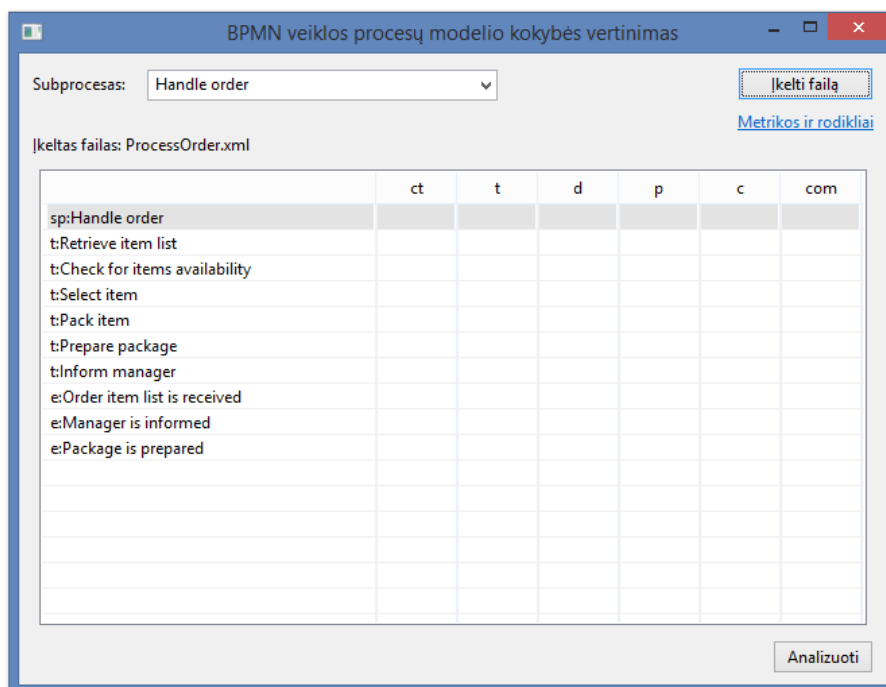 BPMN veiklos procesų modelio kokybės vertinimas
Subprocesas: Handle order Įkelti failą
Metrikos ir rodikliai
Įkeltas failas: ProcessOrder.xml
ct t d p c com
sp:Handle order
t:Retrieve item list
t:Check for items availability
t:Select item
t:Pack item
t:Prepare package
t:Inform manager
e:Order item list is received
e:Manager is informed
e:Package is prepared
Analizuoti